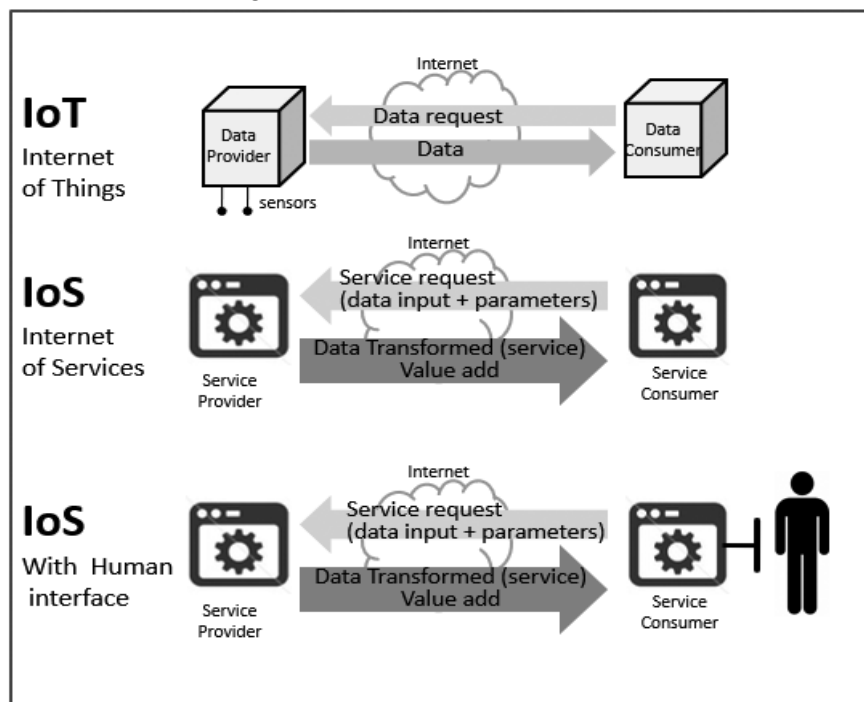 Internet
IoT
Internet
of Things
Data
Provider
Data request
Data
Data
Consumer
sensors
Internet
IoS
Internet
of Services
Service request
(data input + parameters)
Data Transformed (service)
Value add
Service
Provider
Service
Consumer
Internet
IoS
With Human
interface
Service request
(data input + parameters)
Data Transformed (service)
Value add
Service
Provider
Service
Consumer